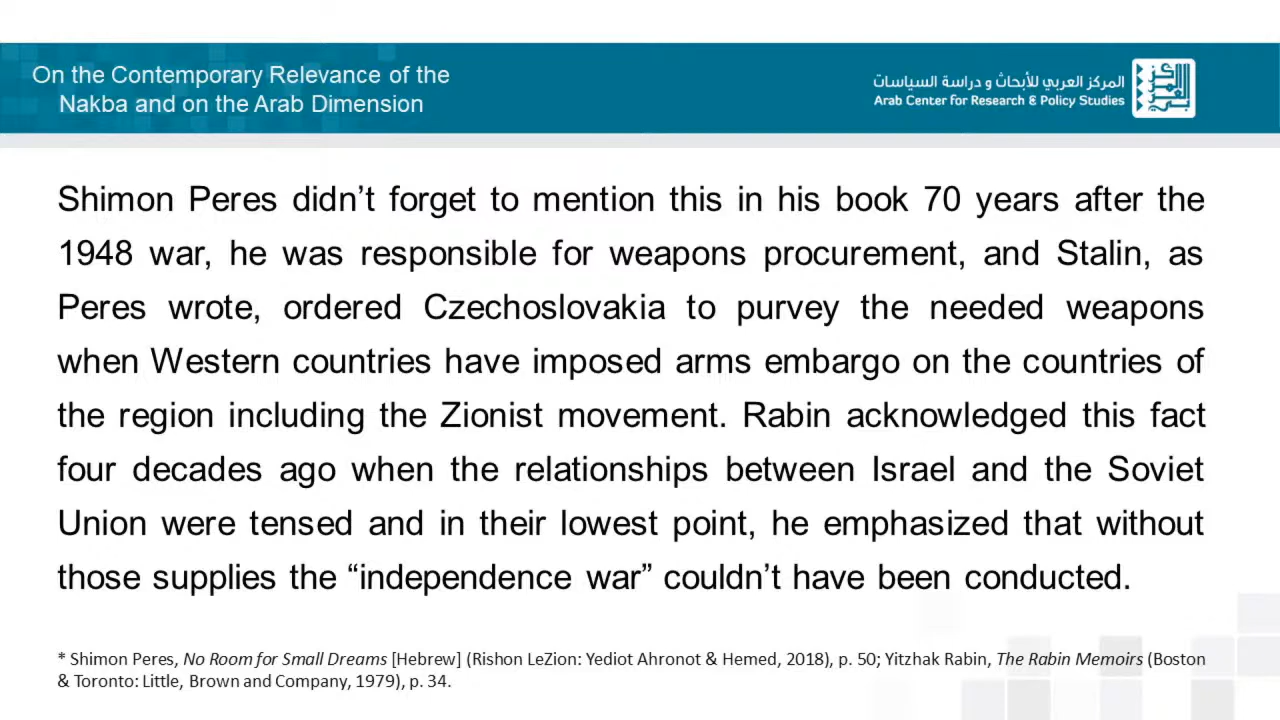 On the Contemporary Relevance of the
Nakba and on the Arab Dimension
المركز العربي للأبحاث و دراسة السياسات
Arab Center for Research & Policy Studies
Shimon Peres didn’t forget to mention this in his book 70 years after the
1948 war, he was responsible for weapons procurement, and Stalin, as
Peres wrote, ordered Czechoslovakia to purvey the needed weapons
when Western countries have imposed arms embargo on the countries of
the region including the Zionist movement. Rabin acknowledged this fact
four decades ago when the relationships between Israel and the Soviet
Union were tensed and in their lowest point, he emphasized that without
those supplies the “independence war” couldn’t have been conducted.
* Shimon Peres, No Room for Small Dreams [Hebrew] (Rishon LeZion: Yediot Ahronot & Hemed, 2018), p. 50; Yitzhak Rabin, The Rabin Memoirs (Boston
& Toronto: Little, Brown and Company, 1979), p. 34.